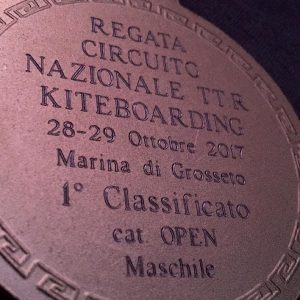 REGATA
CIRCUITO
NAZIONALE TTR
KITEBOARDING
28-29 Ottobre 2017
Marina di Grosseto
1° Classificato
cat. OPEN
Maschile